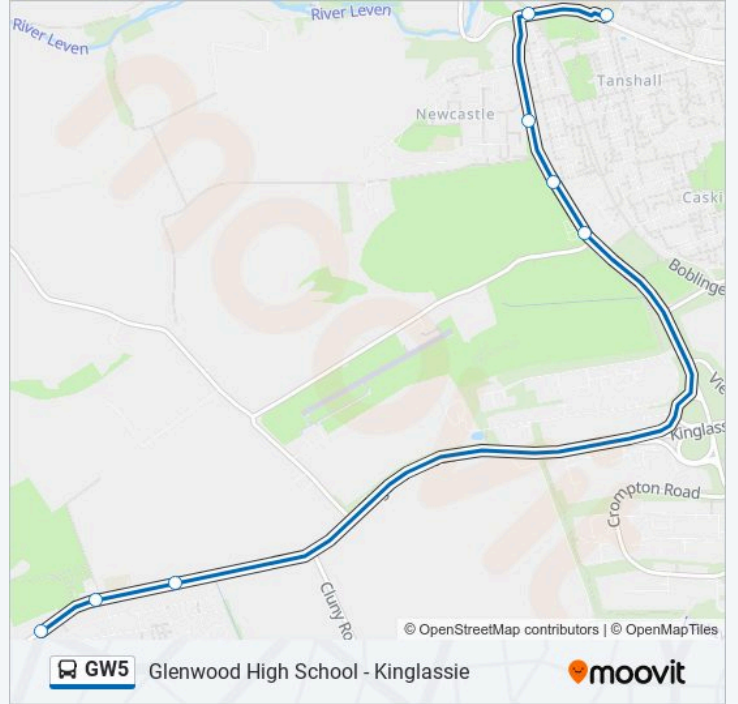 River Leven
River Leven
Tanshall
Newcastle
Caski
Boblinge
Vie
Kinglass
Crompton Road
Cluny Ro
© OpenStreetMap contributors | © OpenMapTiles
GW5 Glenwood High School - Kinglassie
moovit